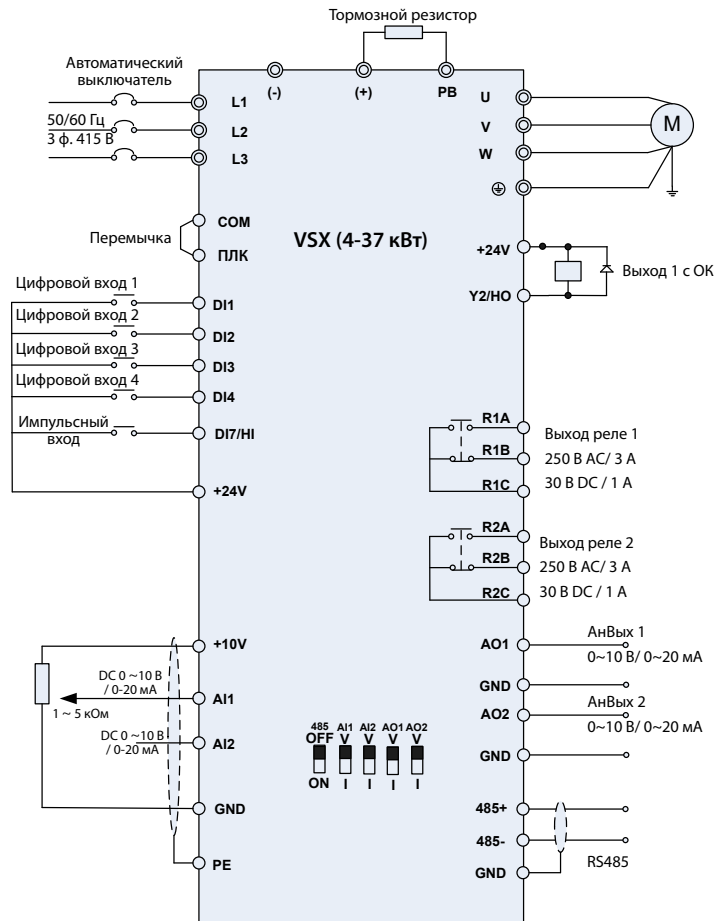 Тормозной резистор
Автоматический
выключатель
(-)
(+)
PB
L1
50/60 Гц
L2
3 ф. 415 В
L3
U
V
W
M
COM
Перемычка
ПЛК
VSX (4-37 кВт)
+24V
Выход 1 с ОК
Y2/HO
Цифровой вход 1
DI1
Цифровой вход 2
DI2
Цифровой вход 3
DI3
Цифровой вход 4
DI4
Импульсный
вход
DI7/HI
+24V
R1A
Выход реле 1
R1B
250 В AC/ 3 А
R1C
30 В DC / 1 А
R2A
Выход реле 2
R2B
250 В AC/ 3 А
R2C
30 В DC / 1 А
+10V
DC 0 ~10 В
/ 0-20 мА
AI1
1 ~ 5 кОм
DC 0 ~10 В
/ 0-20 мА
AI2
GND
PE
АнВых 1
AO1
0~10 В/ 0~20 мА
GND
АнВых 2
AO2
0~10 В/ 0~20 мА
GND
485 AI1 AI2 AO1 AO2
OFF V V V V
ON I I I I
485+
485-
RS485
GND